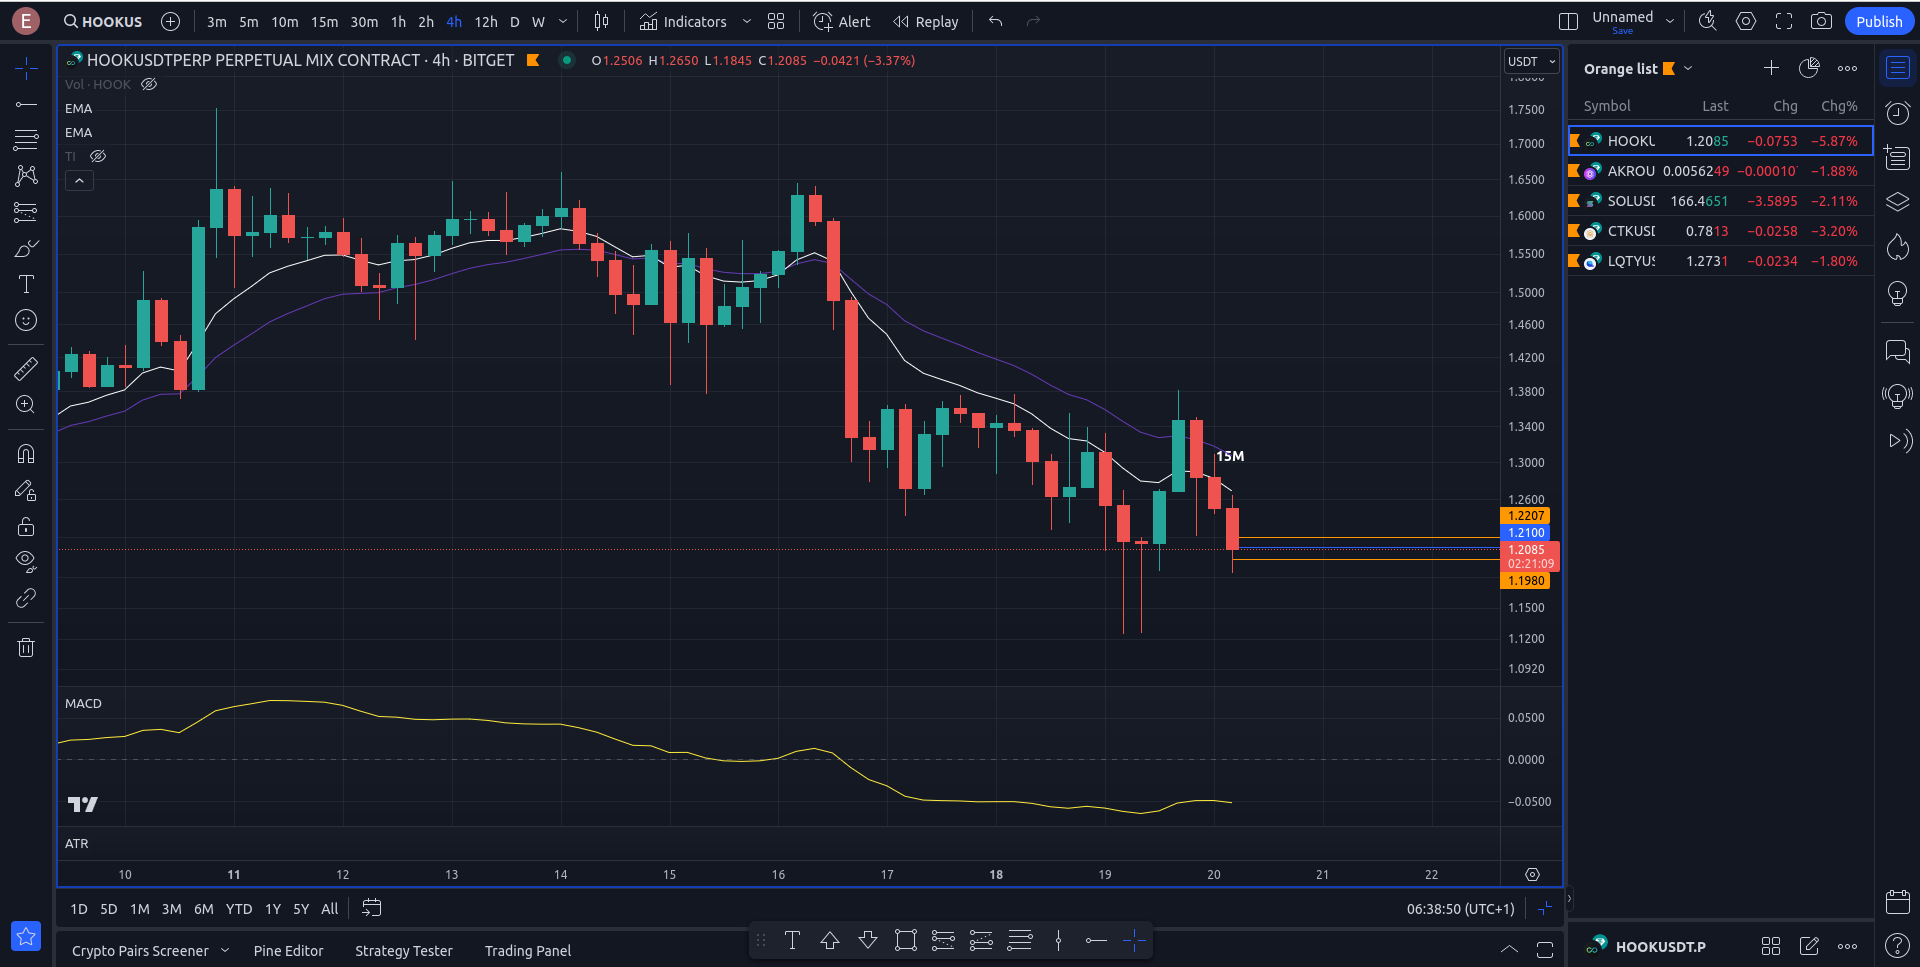 E
HOOKUS
3m 5m 10m 15m 30m 1h 2h 4h 12h D W
Indicators
Alert
Replay
Unnamed
Save
Publish
HOOKUSDTPERP PERPETUAL MIX CONTRACT · 4h · BITGET
O1.2506 H1.2650 L1.1845 C1.2085 −0.0421 (−3.37%)
Vol · HOOK
EMA
EMA
TI
USDT
1.7500
1.7000
1.6500
1.6000
1.5500
1.5000
1.4600
1.4200
1.3800
1.3400
1.3000
1.2600
1.2207
1.2100
1.2085
02:21:09
1.1980
1.1500
1.1200
1.0920
15M
MACD
0.0500
0.0000
−0.0500
ATR
10 11 12 13 14 15 16 17 18 19 20 21 22
1D 5D 1M 3M 6M YTD 1Y 5Y All
06:38:50 (UTC+1)
Crypto Pairs Screener
Pine Editor
Strategy Tester
Trading Panel
Orange list
Symbol Last Chg Chg%
HOOKU 1.2085 −0.0753 −5.87%
AKROU 0.0056249 −0.00010 −1.88%
SOLUSD 166.4651 −3.5895 −2.11%
CTKUSD 0.7813 −0.0258 −3.20%
LQTYUS 1.2731 −0.0234 −1.80%
HOOKUSDT.P